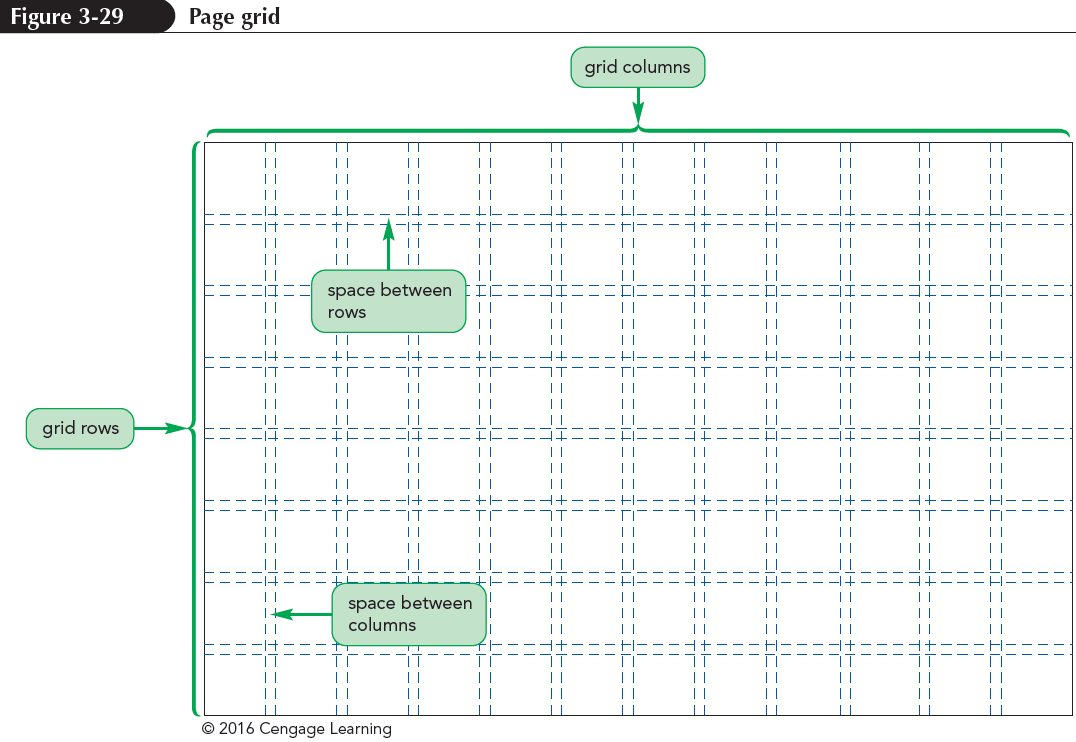 Figure 3-29 Page grid
grid columns
space between
rows
grid rows
space between
columns
© 2016 Cengage Learning